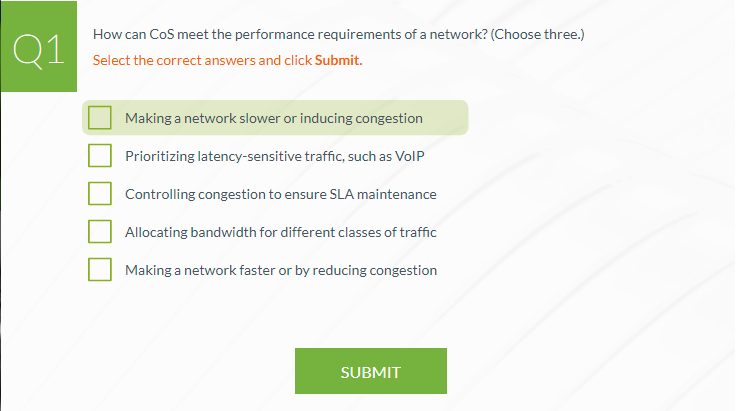 Q1
How can CoS meet the performance requirements of a network? (Choose three.)
Select the correct answers and click Submit.
Making a network slower or inducing congestion
Prioritizing latency-sensitive traffic, such as VoIP
Controlling congestion to ensure SLA maintenance
Allocating bandwidth for different classes of traffic
Making a network faster or by reducing congestion
SUBMIT